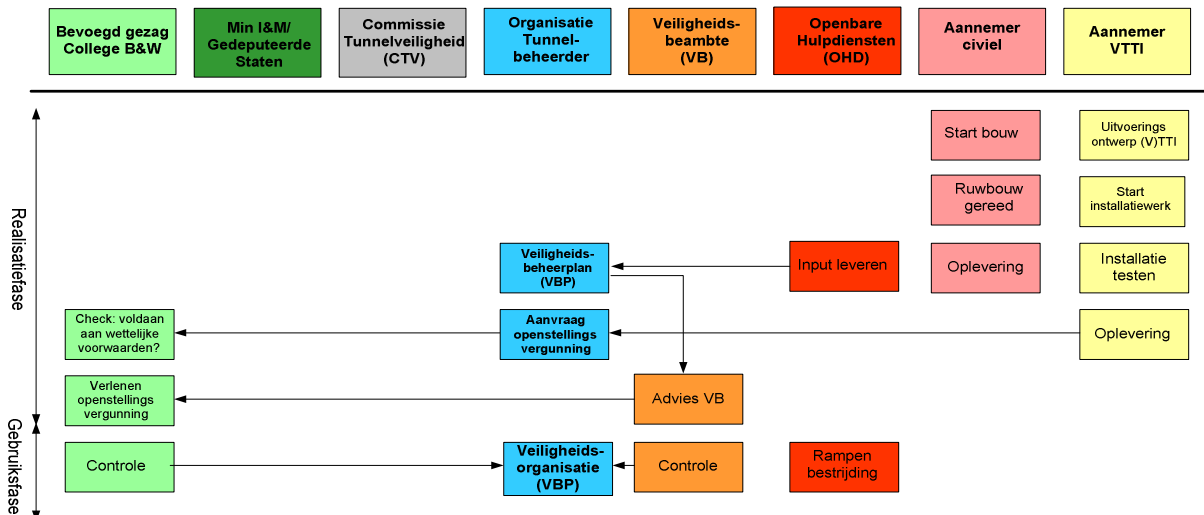 Bevoegd gezag
College B&W
Min I&M/
Gedeputeerde
Staten
Commissie
Tunnelveiligheid
(CTV)
Organisatie
Tunnel-
beheerder
Veiligheids-
beambte
(VB)
Openbare
Hulpdiensten
(OHD)
Aannemer
civiel
Aannemer
VTTI
Realisatiefase
Start bouw
Uitvoerings
ontwerp (V)TTI
Ruwbouw
gereed
Start
installatiewerk
Veiligheids-
beheerplan
(VBP)
Input leveren
Oplevering
Installatie
testen
Check: voldaan
aan wettelijke
voorwaarden?
Aanvraag
openstellings
vergunning
Oplevering
Verlenen
openstellings
vergunning
Advies VB
Gebruiksfase
Controle
Veiligheids-
organisatie
(VBP)
Controle
Rampen
bestrijding